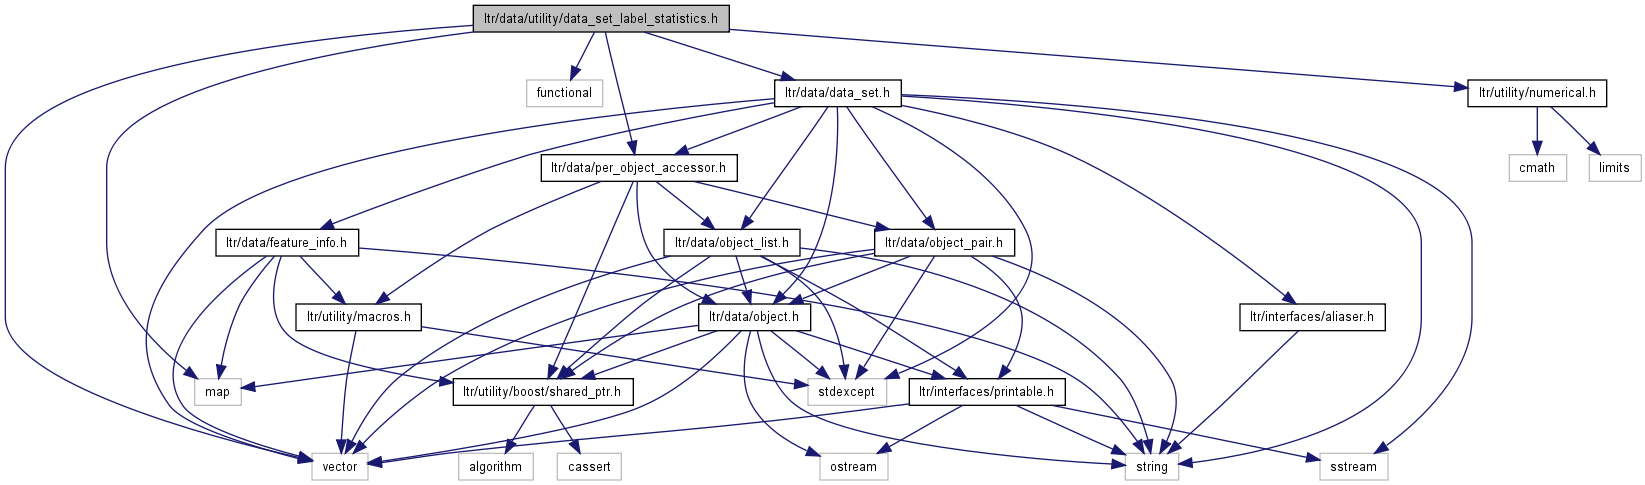 ltr/data/utility/data_set_label_statistics.h
functional
ltr/data/data_set.h
ltr/utility/numerical.h
ltr/data/per_object_accessor.h
cmath
limits
ltr/data/feature_info.h
ltr/data/object_list.h
ltr/data/object_pair.h
ltr/utility/macros.h
ltr/data/object.h
ltr/interfaces/aliaser.h
map
ltr/utility/boost/shared_ptr.h
stdexcept
ltr/interfaces/printable.h
vector
algorithm
cassert
ostream
string
sstream